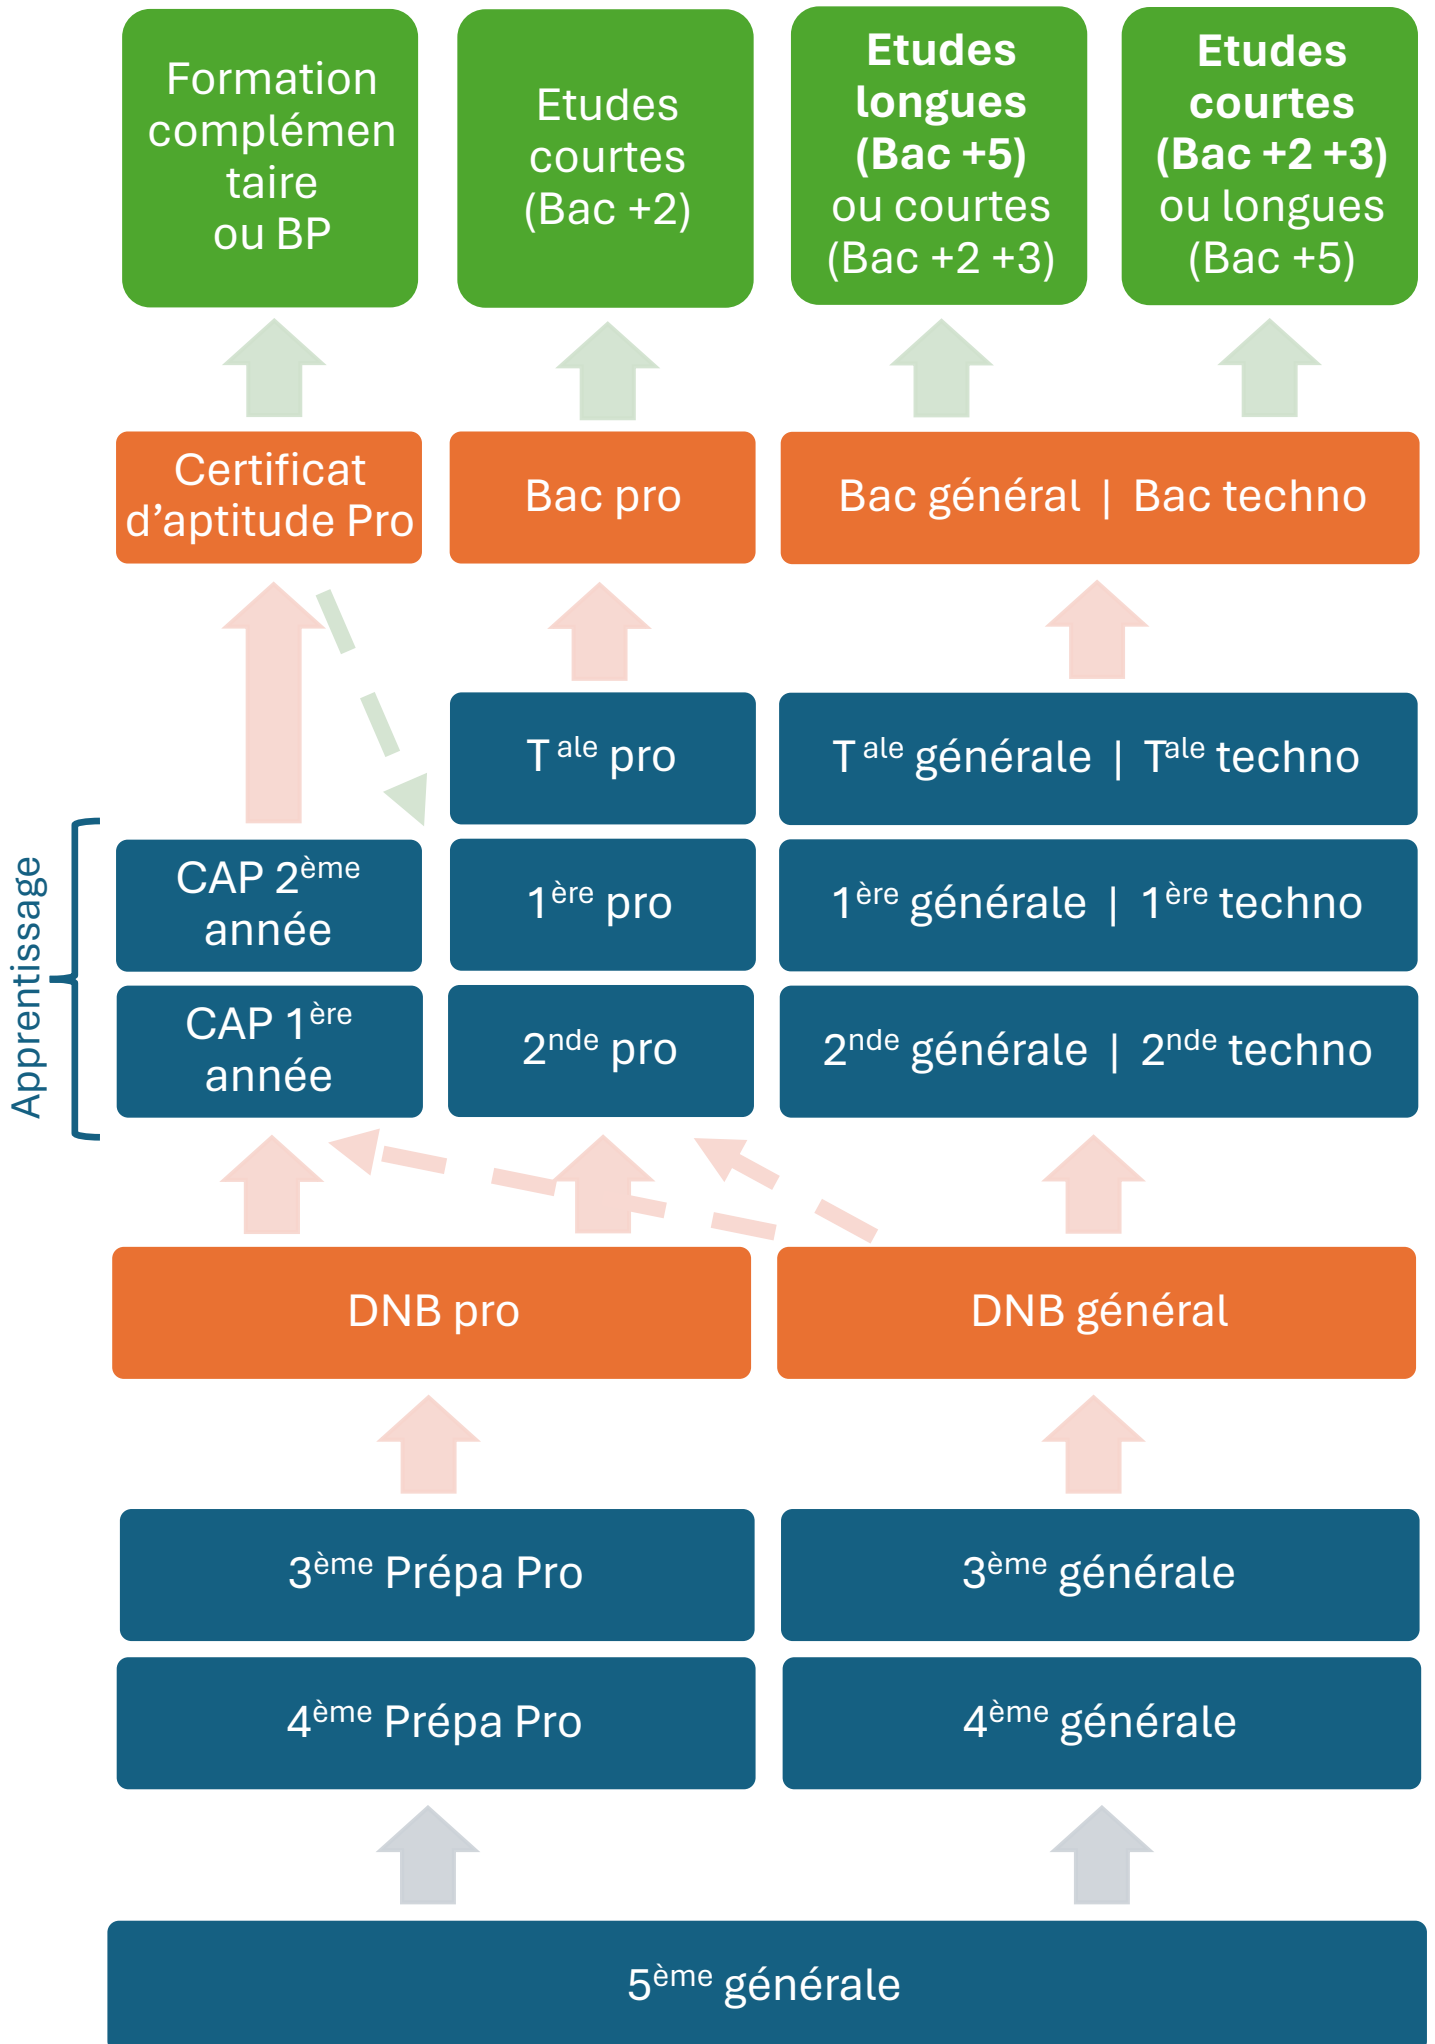 Formation
complémen
taire
ou BP
Etudes
courtes
(Bac +2)
Etudes
longues
(Bac +5)
ou courtes
(Bac +2 +3)
Etudes
courtes
(Bac +2 +3)
ou longues
(Bac +5)
Certificat
d’aptitude Pro
Bac pro
Bac général | Bac techno
T ale pro
T ale générale | Tale techno
Apprentissage
CAP 2ème
année
1ère pro
1ère générale | 1ère techno
CAP 1ère
année
2nde pro
2nde générale | 2nde techno
DNB pro
DNB général
3ème Prépa Pro
3ème générale
4ème Prépa Pro
4ème générale
5ème générale